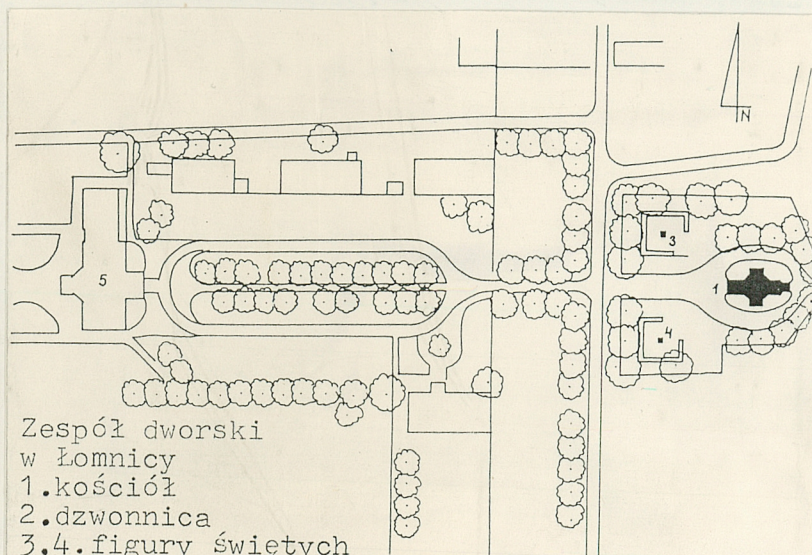 N
3
1
5
4
Zespół dworski
w Łomnicy
1.kościół
2.dzwonnica
3.4.figury świętych